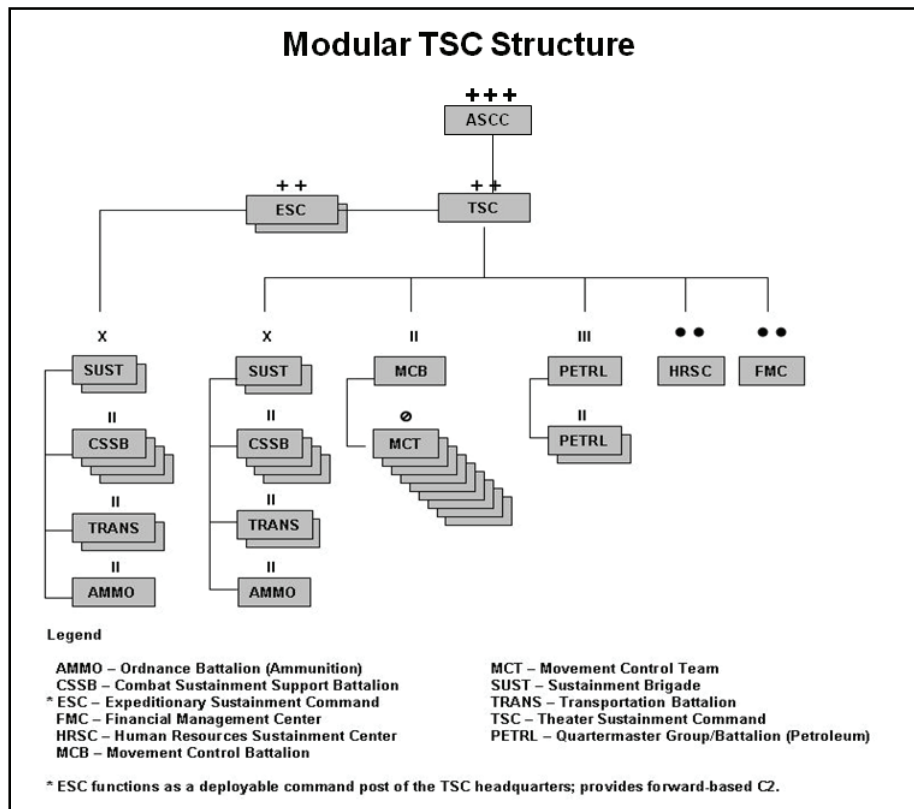 Modular TSC Structure
+++
ASCC
++
ESC
++
TSC
X
X
II
III
●●
●●
SUST
SUST
MCB
PETRL
HRSC
FMC
II
II
⊘
II
CSSB
CSSB
MCT
PETRL
II
II
TRANS
TRANS
II
II
AMMO
AMMO
Legend
AMMO – Ordnance Battalion (Ammunition)
CSSB – Combat Sustainment Support Battalion
* ESC – Expeditionary Sustainment Command
FMC – Financial Management Center
HRSC – Human Resources Sustainment Center
MCB – Movement Control Battalion
MCT – Movement Control Team
SUST – Sustainment Brigade
TRANS – Transportation Battalion
TSC – Theater Sustainment Command
PETRL – Quartermaster Group/Battalion (Petroleum)
* ESC functions as a deployable command post of the TSC headquarters; provides forward-based C2.